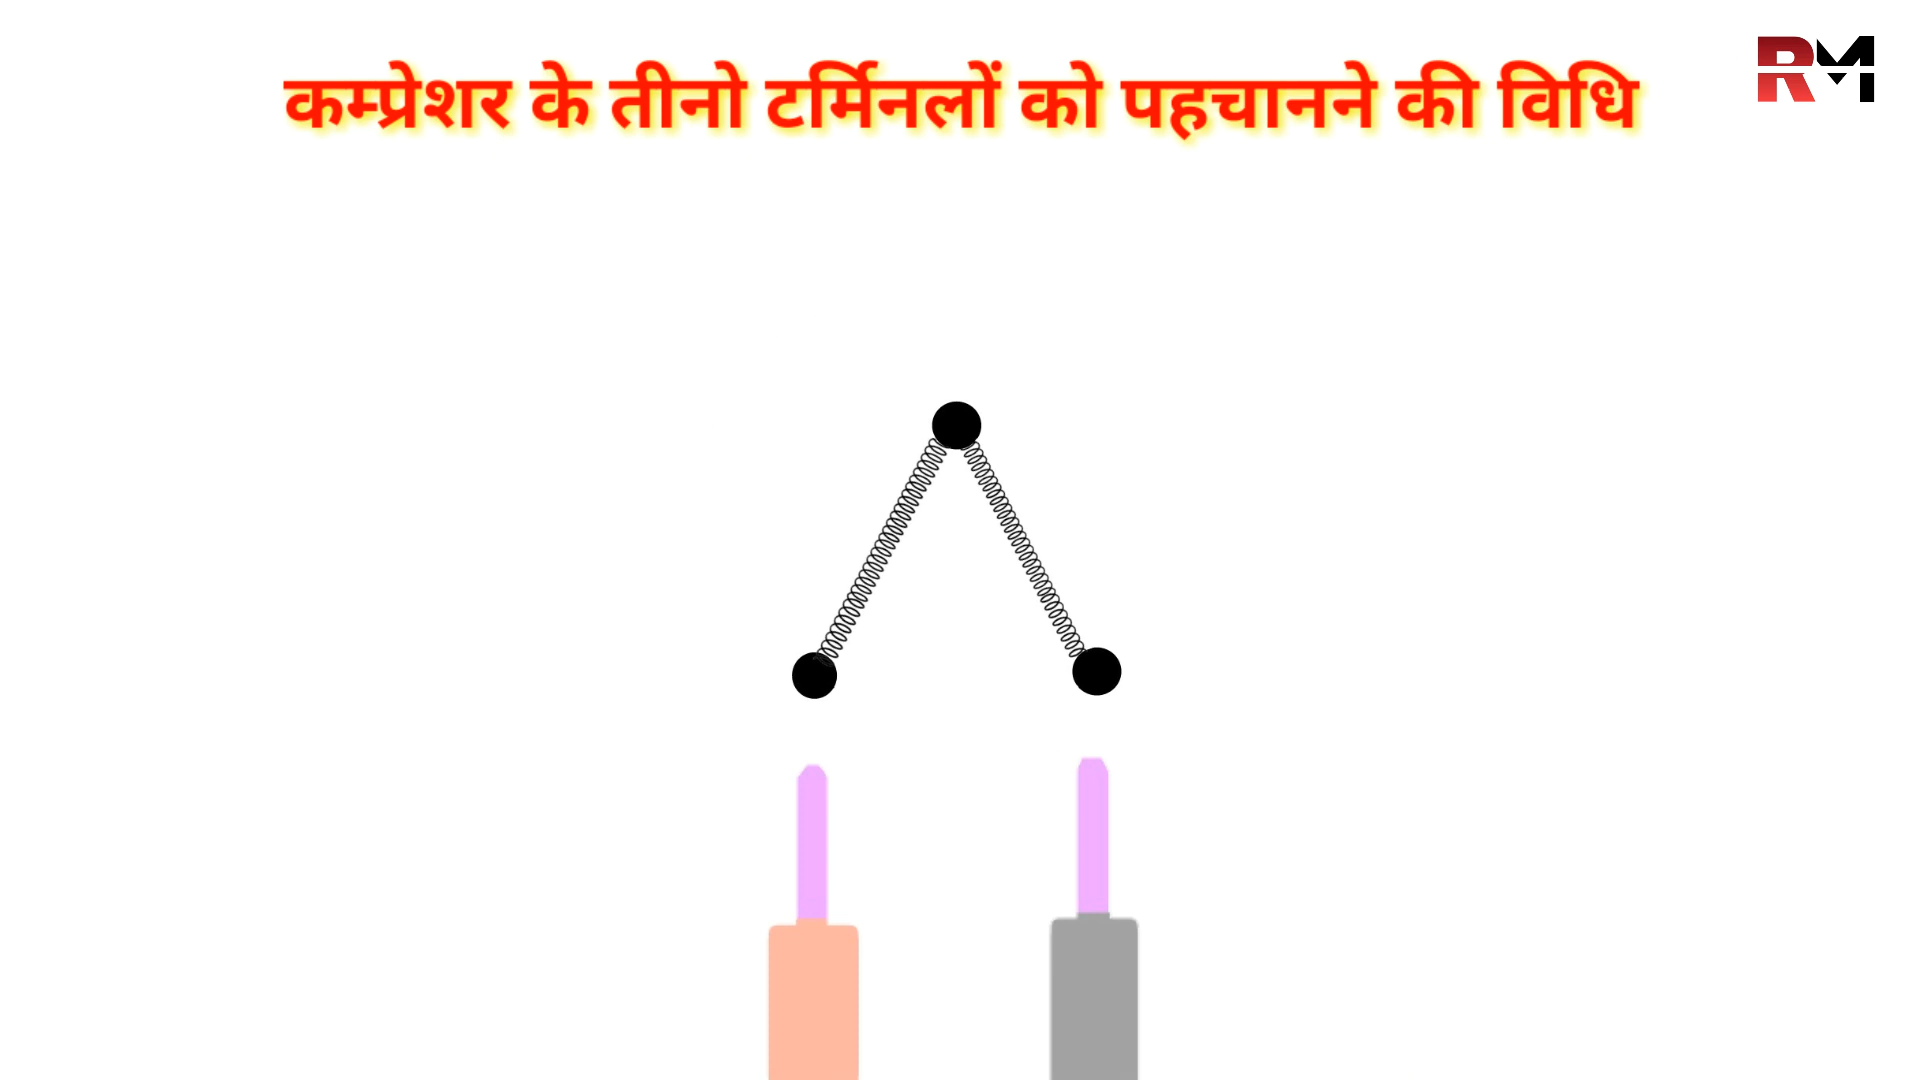 कम्प्रेशर के तीनो टर्मिनलों को पहचानने की विधि
RM